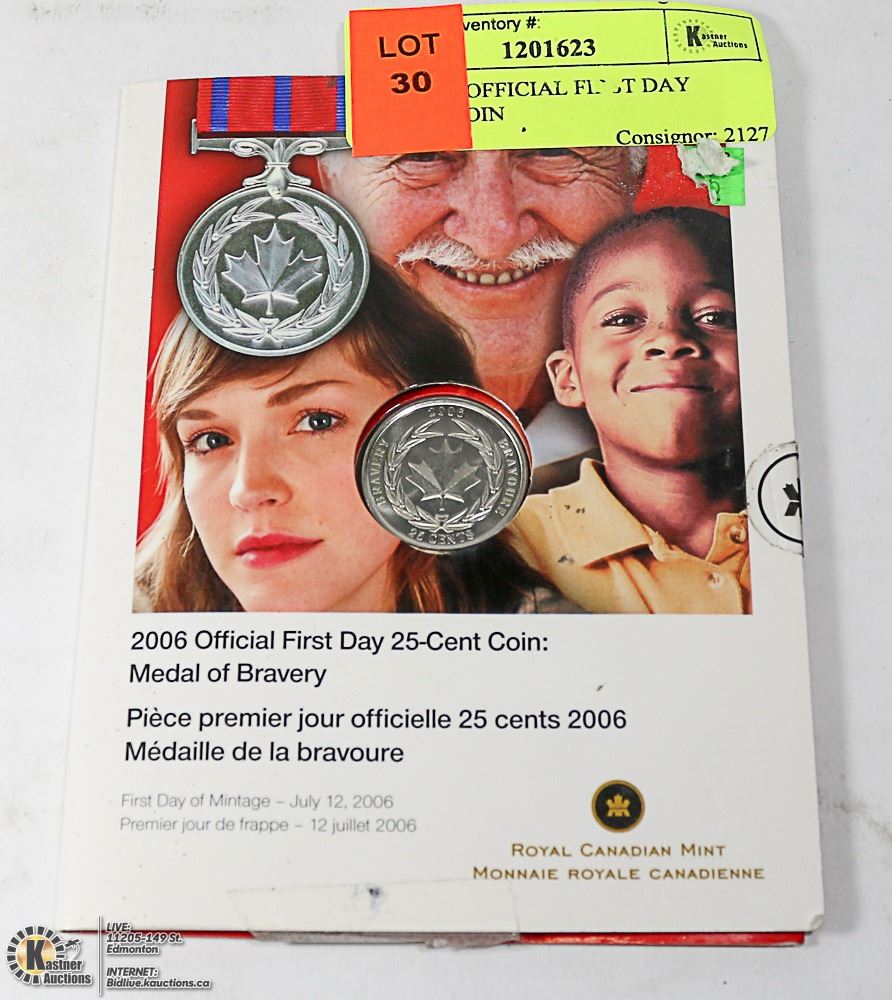 LOT
30
ventory #:
1201623
Kastner
Auctions
OFFICIAL FI ST DAY
OIN
Consignor: 2127
2006
BRAVERY
BRAVOURE
25 CENTS
2006 Official First Day 25-Cent Coin:
Medal of Bravery
Pièce premier jour officielle 25 cents 2006
Médaille de la bravoure
First Day of Mintage – July 12, 2006
Premier jour de frappe – 12 juillet 2006
ROYAL CANADIAN MINT
MONNAIE ROYALE CANADIENNE
Kastner
Auctions
LIVE:
11205-149 St.
Edmonton
INTERNET:
Bidlive.kauctions.ca